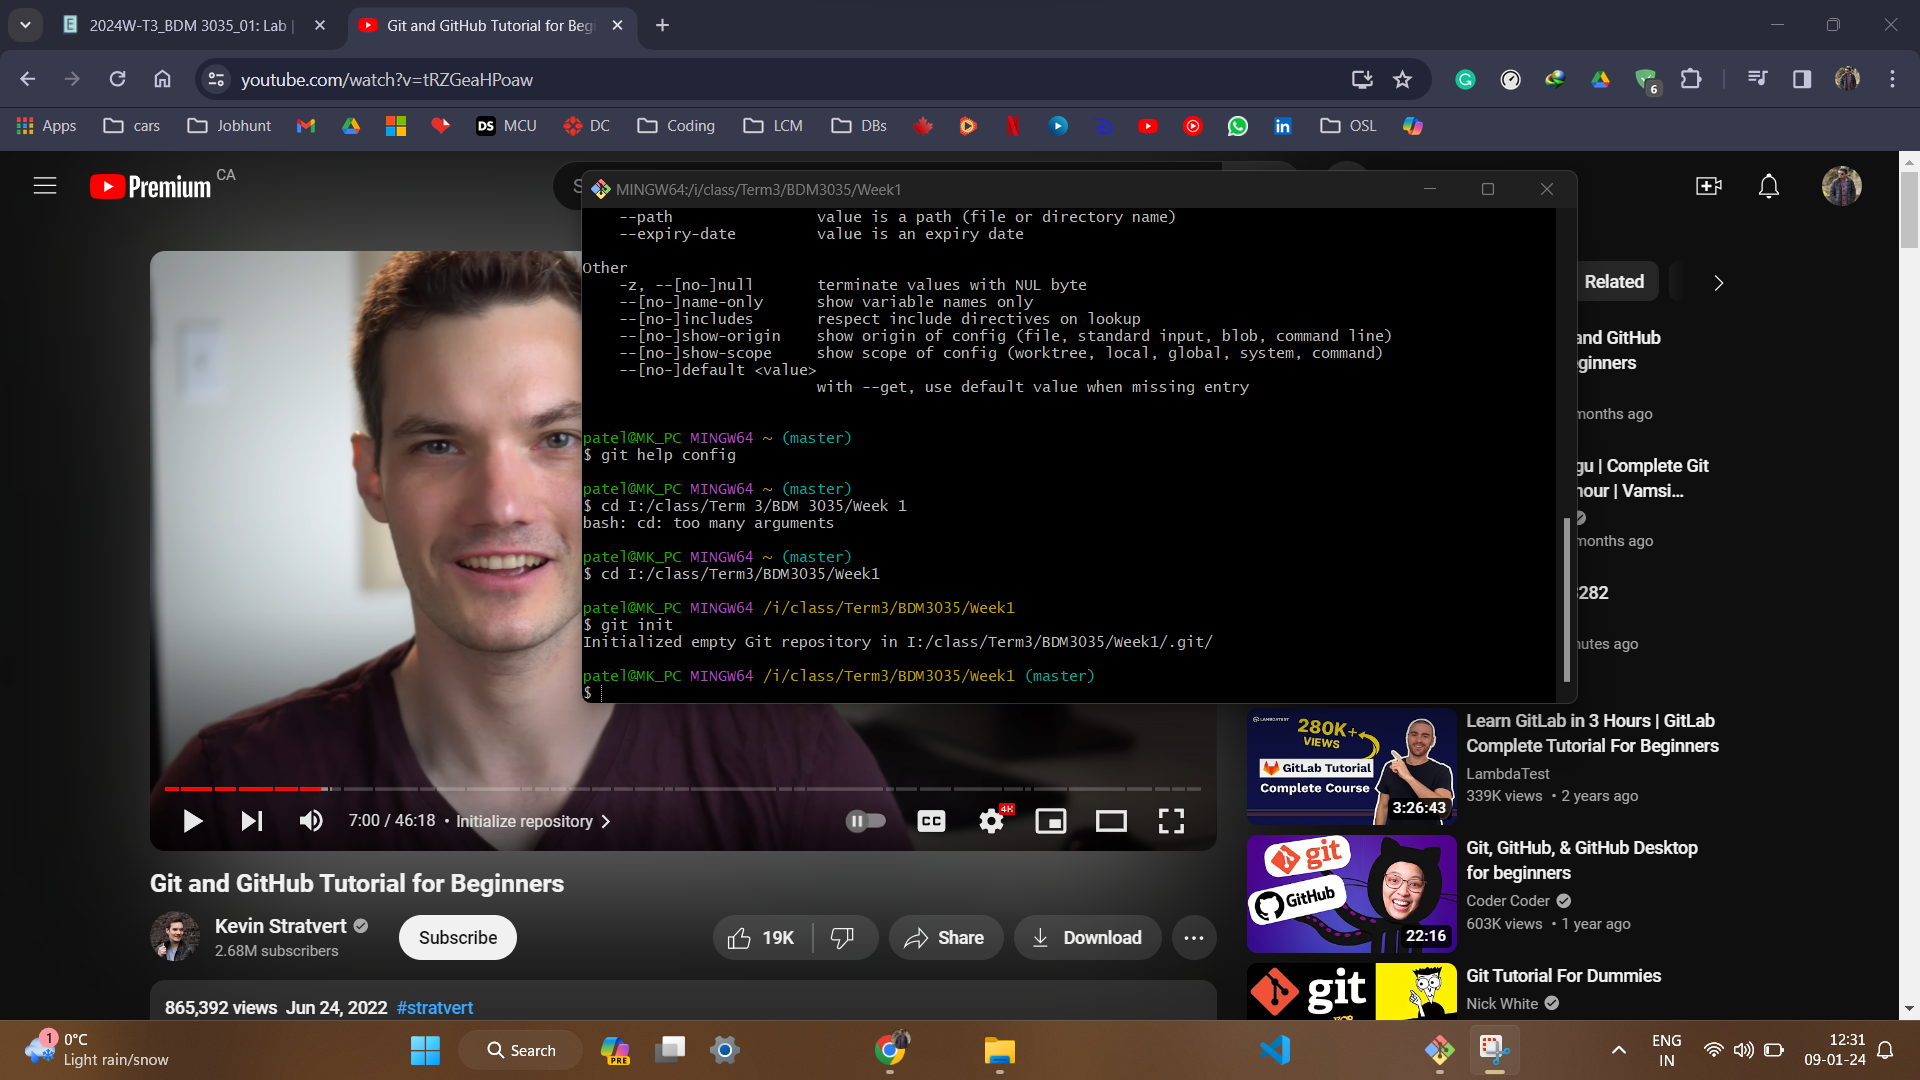 2024W-T3_BDM 3035_01: Lab |
Git and GitHub Tutorial for Beg
youtube.com/watch?v=tRZGeaHPoaw
6
Apps
cars
Jobhunt
DS MCU
DC
Coding
LCM
DBs
OSL
Premium
CA
MINGW64:/i/class/Term3/BDM3035/Week1
--path value is a path (file or directory name)
--expiry-date value is an expiry date
Other
-z, --[no-]null terminate values with NUL byte
--[no-]name-only show variable names only
--[no-]includes respect include directives on lookup
--[no-]show-origin show origin of config (file, standard input, blob, command line)
--[no-]show-scope show scope of config (worktree, local, global, system, command)
--[no-]default <value>
with --get, use default value when missing entry
patel@MK_PC MINGW64 ~ (master)
$ git help config
patel@MK_PC MINGW64 ~ (master)
$ cd I:/class/Term 3/BDM 3035/Week 1
bash: cd: too many arguments
patel@MK_PC MINGW64 ~ (master)
$ cd I:/class/Term3/BDM3035/Week1
patel@MK_PC MINGW64 /i/class/Term3/BDM3035/Week1
$ git init
Initialized empty Git repository in I:/class/Term3/BDM3035/Week1/.git/
patel@MK_PC MINGW64 /i/class/Term3/BDM3035/Week1 (master)
$
Related
and GitHub
ginners
months ago
gu | Complete Git
hour | Vamsi...
months ago
282
nutes ago
7:00 / 46:18 • Initialize repository
CC
4K
Git and GitHub Tutorial for Beginners
Kevin Stratvert
2.68M subscribers
Subscribe
19K
Share
Download
865,392 views Jun 24, 2022 #stratvert
LAMBDATEST
280K+
VIEWS
GitLab Tutorial
Complete Course
3:26:43
Learn GitLab in 3 Hours | GitLab
Complete Tutorial For Beginners
LambdaTest
339K views • 2 years ago
git
GitHub
22:16
Git, GitHub, & GitHub Desktop
for beginners
Coder Coder
603K views • 1 year ago
git
Git Tutorial For Dummies
Nick White
1
0°C
Light rain/snow
Search
PRE
ENG
IN
12:31
09-01-24